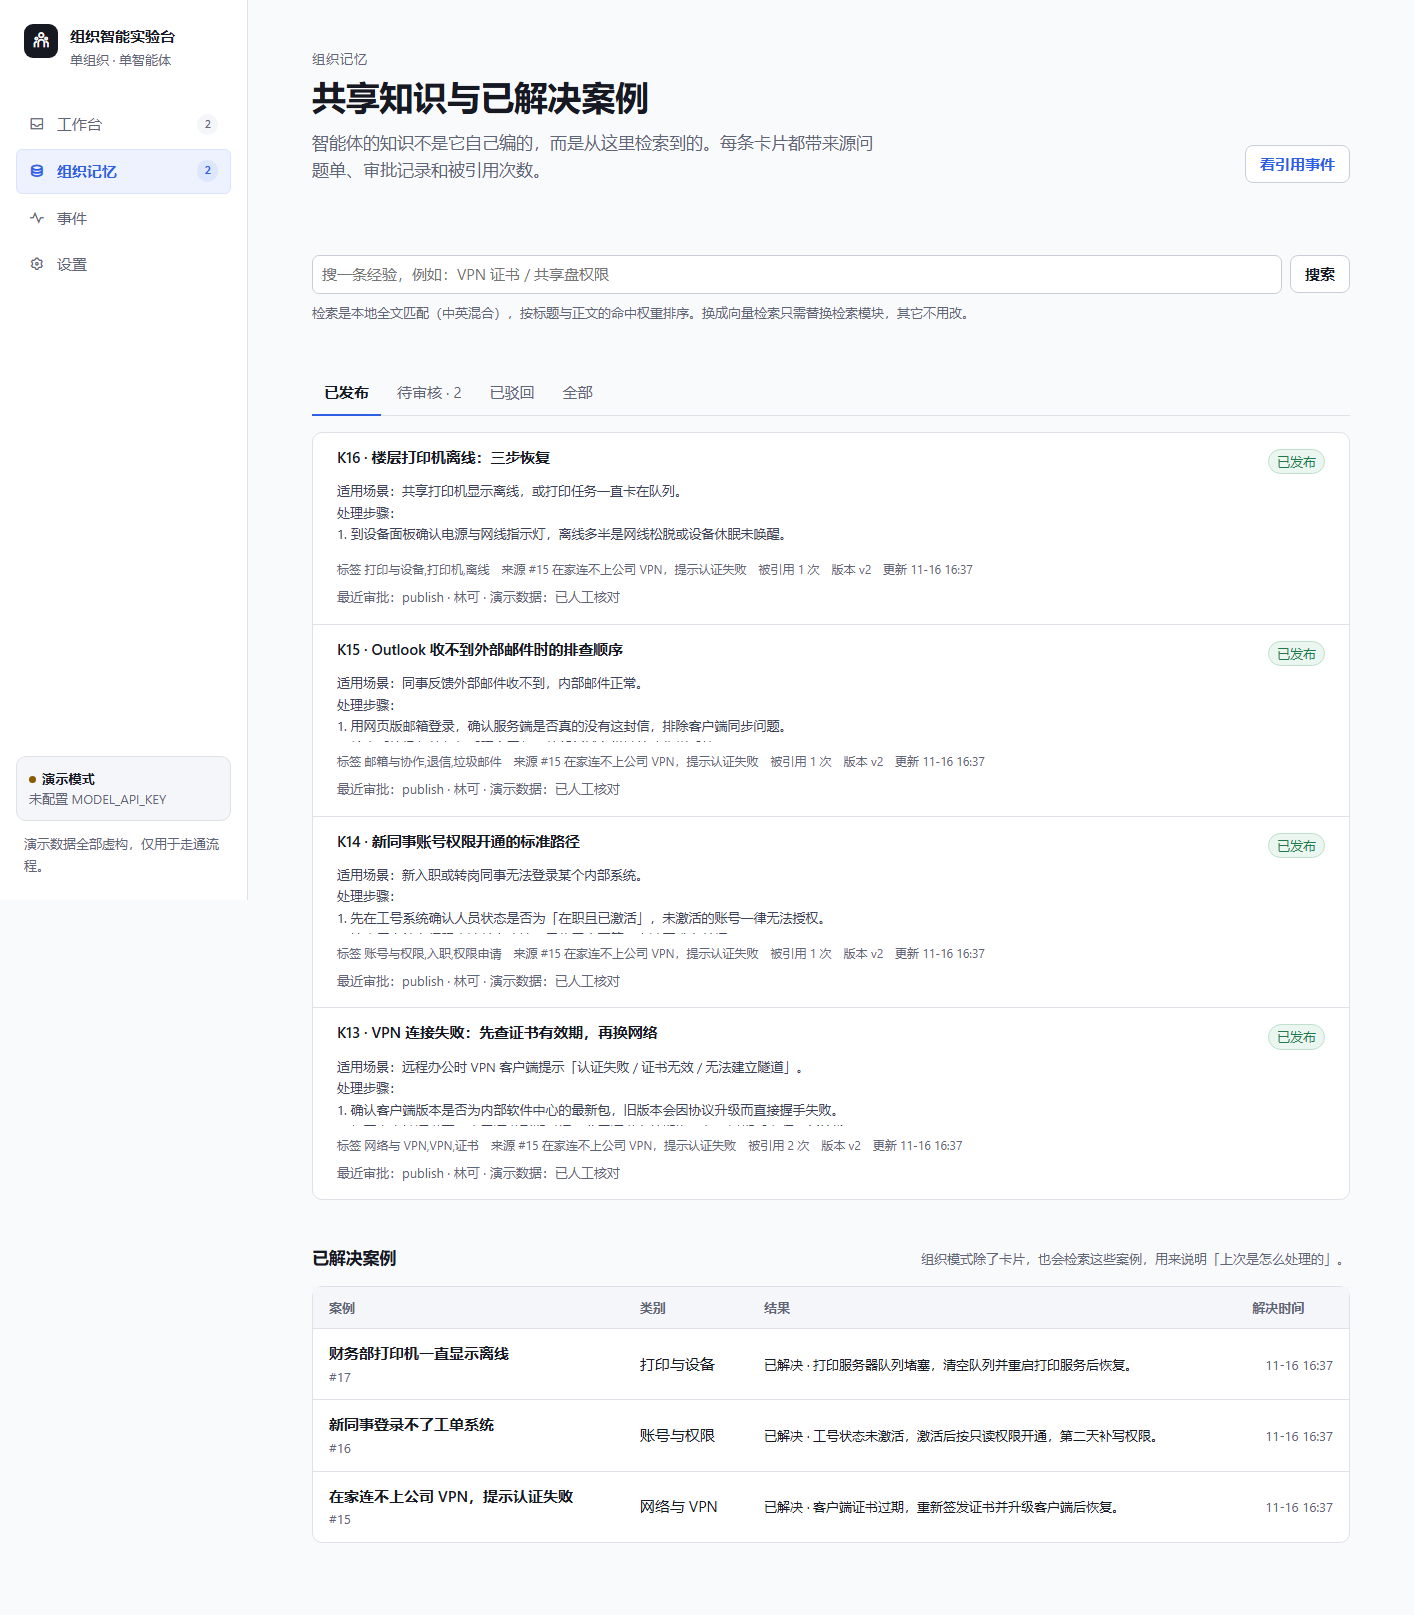 组织智能实验台
单组织 · 单智能体
工作台 2
组织记忆 2
事件
设置
演示模式
未配置 MODEL_API_KEY
演示数据全部虚构，仅用于走通流
程。
组织记忆
共享知识与已解决案例
智能体的知识不是它自己编的，而是从这里检索到的。每条卡片都带来源问
题单、审批记录和被引用次数。
看引用事件
搜一条经验，例如：VPN 证书 / 共享盘权限
搜索
检索是本地全文匹配（中英混合），按标题与正文的命中权重排序。换成向量检索只需替换检索模块，其它不用改。
已发布 待审核 · 2 已驳回 全部
K16 · 楼层打印机离线：三步恢复
已发布
适用场景：共享打印机显示离线，或打印任务一直卡在队列。
处理步骤：
1. 到设备面板确认电源与网线指示灯，离线多半是网线松脱或设备休眠未唤醒。
标签 打印与设备,打印机,离线 来源 #15 在家连不上公司 VPN，提示认证失败 被引用 1 次 版本 v2 更新 11-16 16:37
最近审批：publish · 林可 · 演示数据：已人工核对
K15 · Outlook 收不到外部邮件时的排查顺序
已发布
适用场景：同事反馈外部邮件收不到，内部邮件正常。
处理步骤：
1. 用网页版邮箱登录，确认服务端是否真的没有这封信，排除客户端同步问题。
标签 邮箱与协作,退信,垃圾邮件 来源 #15 在家连不上公司 VPN，提示认证失败 被引用 1 次 版本 v2 更新 11-16 16:37
最近审批：publish · 林可 · 演示数据：已人工核对
K14 · 新同事账号权限开通的标准路径
已发布
适用场景：新入职或转岗同事无法登录某个内部系统。
处理步骤：
1. 先在工号系统确认人员状态是否为「在职且已激活」，未激活的账号一律无法授权。
标签 账号与权限,入职,权限申请 来源 #15 在家连不上公司 VPN，提示认证失败 被引用 1 次 版本 v2 更新 11-16 16:37
最近审批：publish · 林可 · 演示数据：已人工核对
K13 · VPN 连接失败：先查证书有效期，再换网络
已发布
适用场景：远程办公时 VPN 客户端提示「认证失败 / 证书无效 / 无法建立隧道」。
处理步骤：
1. 确认客户端版本是否为内部软件中心的最新包，旧版本会因协议升级而直接握手失败。
标签 网络与 VPN,VPN,证书 来源 #15 在家连不上公司 VPN，提示认证失败 被引用 2 次 版本 v2 更新 11-16 16:37
最近审批：publish · 林可 · 演示数据：已人工核对
已解决案例
组织模式除了卡片，也会检索这些案例，用来说明「上次是怎么处理的」。
案例 类别 结果 解决时间
财务部打印机一直显示离线
#17
打印与设备
已解决 · 打印服务器队列堵塞，清空队列并重启打印服务后恢复。
11-16 16:37
新同事登录不了工单系统
#16
账号与权限
已解决 · 工号状态未激活，激活后按只读权限开通，第二天补写权限。
11-16 16:37
在家连不上公司 VPN，提示认证失败
#15
网络与 VPN
已解决 · 客户端证书过期，重新签发证书并升级客户端后恢复。
11-16 16:37